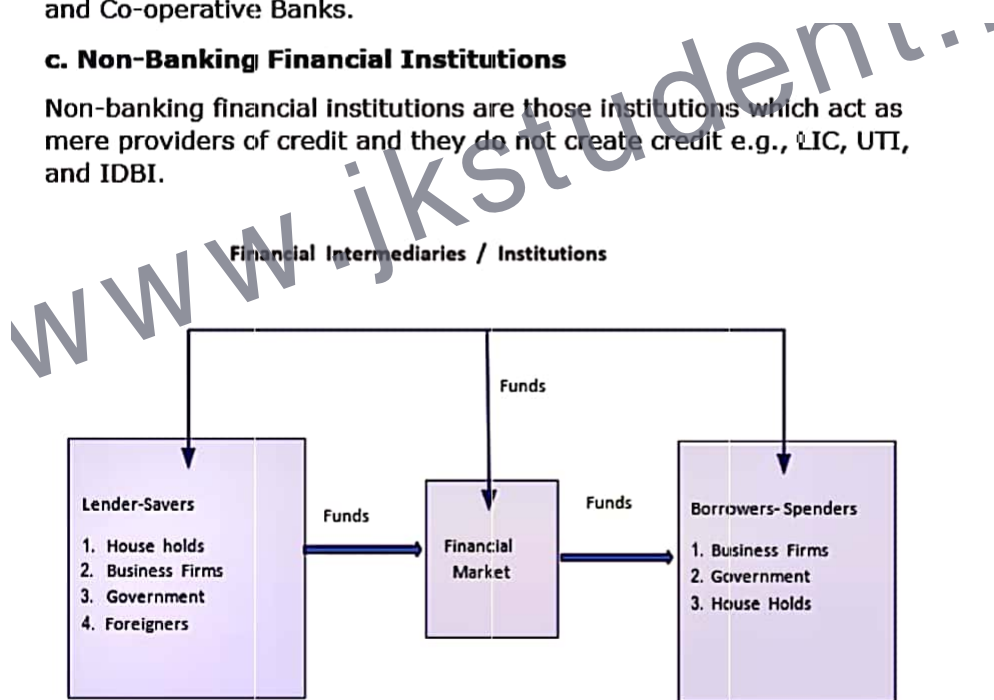 and Co-operative Banks.
c. Non-Banking Financial Institutions
Non-banking financial institutions are those institutions which act as
mere providers of credit and they do not create credit e.g., LIC, UTI,
and IDBI.
www.jkstudent..
Financial Intermediaries / Institutions
Funds
Lender-Savers
1. House holds
2. Business Firms
3. Government
4. Foreigners
Funds
Financial
Market
Funds
Borrowers-Spenders
1. Business Firms
2. Government
3. House Holds